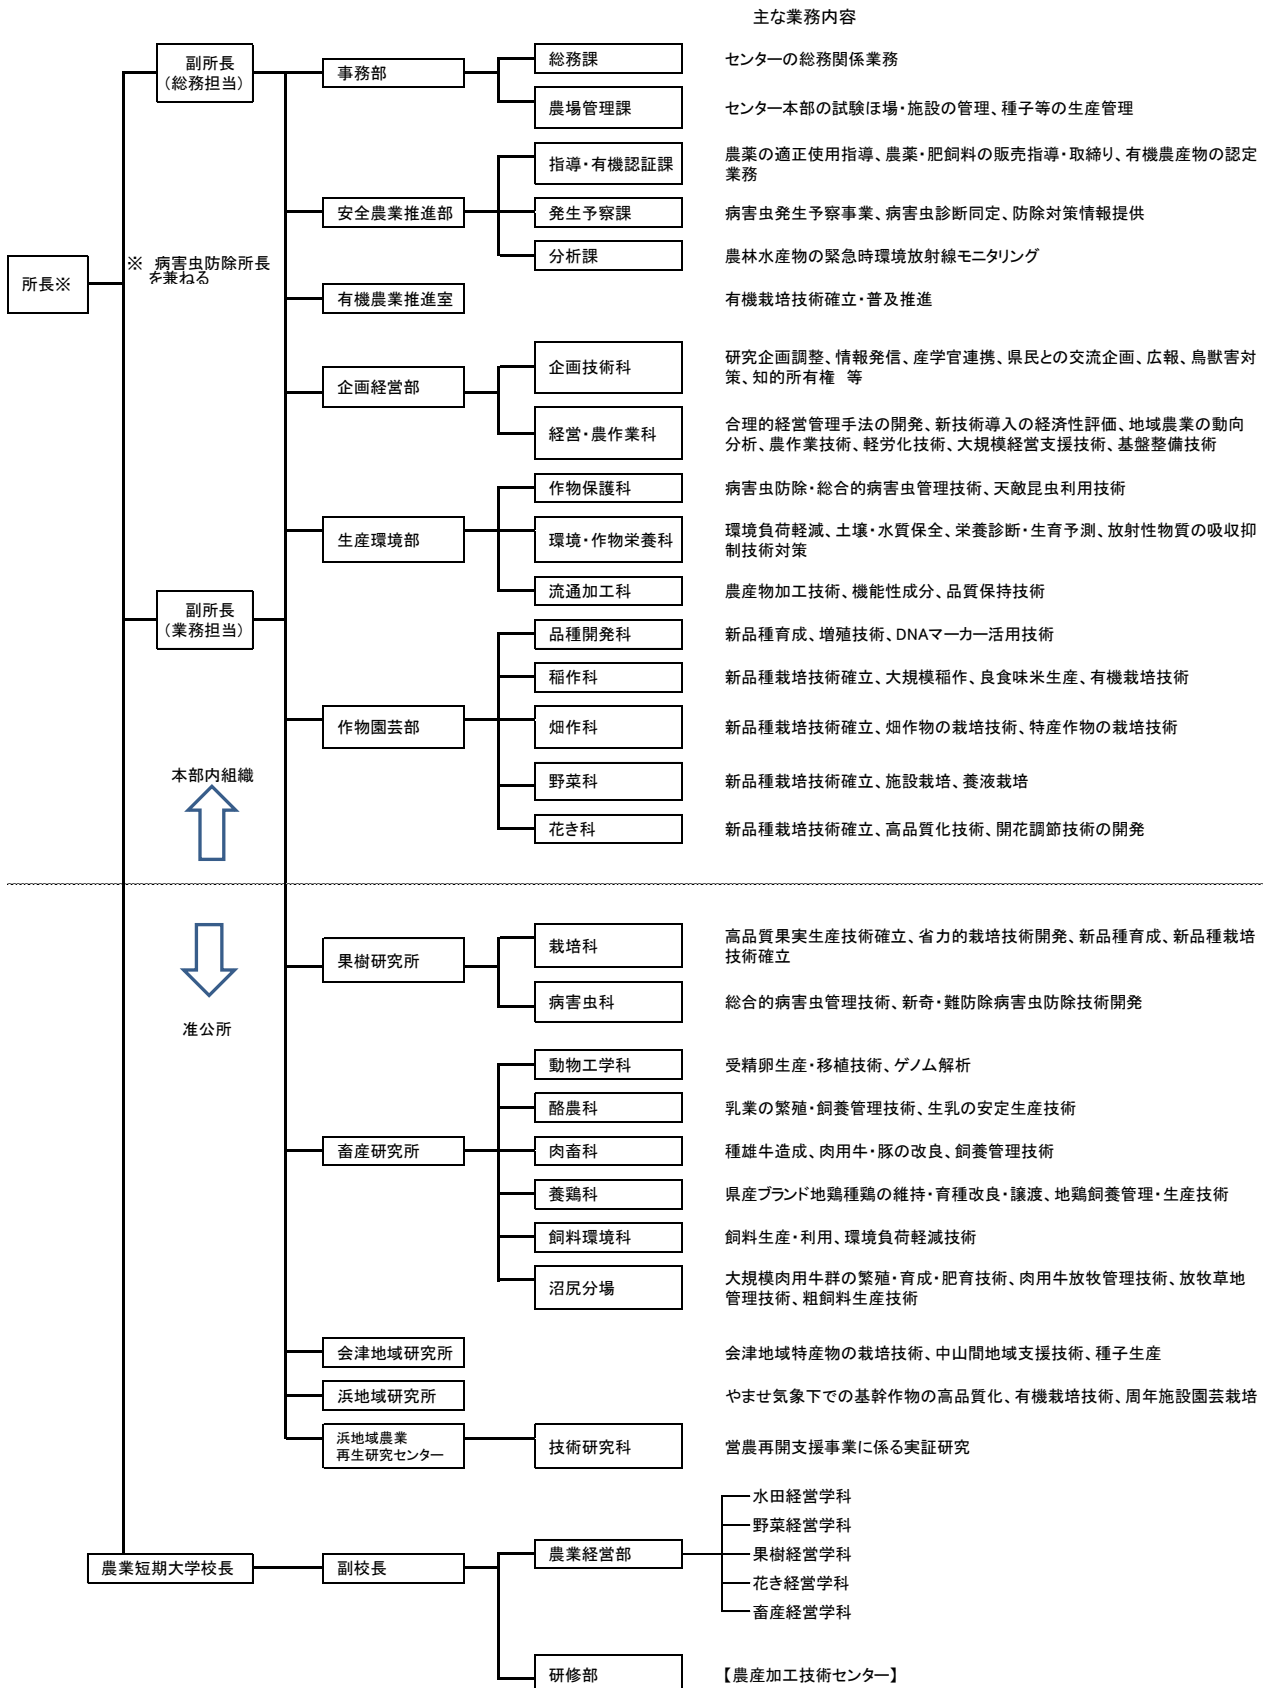 主な業務内容
副所長
(総務担当)
事務部
総務課
センターの総務関係業務
農場管理課
センター本部の試験ほ場・施設の管理、種子等の生産管理
指導・有機認証課
農薬の適正使用指導、農薬・肥飼料の販売指導・取締り、有機農産物の認定
業務
安全農業推進部
発生予察課
病害虫発生予察事業、病害虫診断同定、防除対策情報提供
分析課
農林水産物の緊急時環境放射線モニタリング
所長※
※ 病害虫防除所長
を兼ねる
有機農業推進室
有機栽培技術確立・普及推進
企画経営部
企画技術科
研究企画調整、情報発信、産学官連携、県民との交流企画、広報、鳥獣害対
策、知的所有権 等
経営・農作業科
合理的経営管理手法の開発、新技術導入の経済性評価、地域農業の動向
分析、農作業技術、軽労化技術、大規模経営支援技術、基盤整備技術
作物保護科
病害虫防除・総合的病害虫管理技術、天敵昆虫利用技術
生産環境部
環境・作物栄養科
環境負荷軽減、土壌・水質保全、栄養診断・生育予測、放射性物質の吸収抑
制技術対策
流通加工科
農産物加工技術、機能性成分、品質保持技術
副所長
(業務担当)
品種開発科
新品種育成、増殖技術、DNAマーカー活用技術
稲作科
新品種栽培技術確立、大規模稲作、良食味米生産、有機栽培技術
作物園芸部
畑作科
新品種栽培技術確立、畑作物の栽培技術、特産作物の栽培技術
本部内組織
野菜科
新品種栽培技術確立、施設栽培、養液栽培
花き科
新品種栽培技術確立、高品質化技術、開花調節技術の開発
果樹研究所
栽培科
高品質果実生産技術確立、省力的栽培技術開発、新品種育成、新品種栽培
技術確立
病害虫科
総合的病害虫管理技術、新奇・難防除病害虫防除技術開発
准公所
動物工学科
受精卵生産・移植技術、ゲノム解析
酪農科
乳業の繁殖・飼養管理技術、生乳の安定生産技術
畜産研究所
肉畜科
種雄牛造成、肉用牛・豚の改良、飼養管理技術
養鶏科
県産ブランド地鶏種鶏の維持・育種改良・譲渡、地鶏飼養管理・生産技術
飼料環境科
飼料生産・利用、環境負荷軽減技術
沼尻分場
大規模肉用牛群の繁殖・育成・肥育技術、肉用牛放牧管理技術、放牧草地
管理技術、粗飼料生産技術
会津地域研究所
会津地域特産物の栽培技術、中山間地域支援技術、種子生産
浜地域研究所
やませ気象下での基幹作物の高品質化、有機栽培技術、周年施設園芸栽培
浜地域農業
再生研究センター
技術研究科
営農再開支援事業に係る実証研究
水田経営学科
野菜経営学科
農業短期大学校長
副校長
農業経営部
果樹経営学科
花き経営学科
畜産経営学科
研修部
【農産加工技術センター】